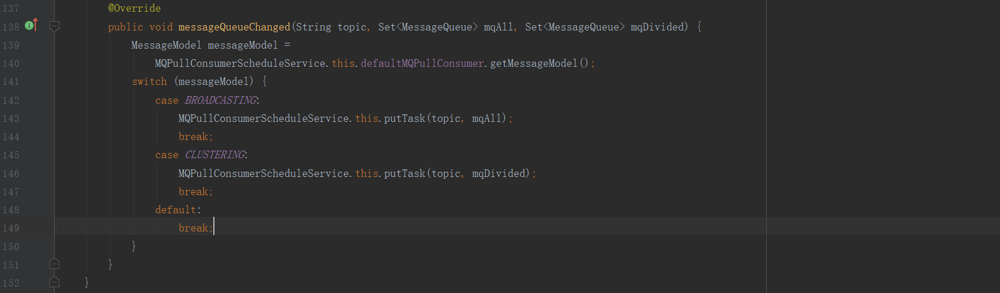 137 @Override
138 public void messageQueueChanged(String topic, Set<MessageQueue> mqAll, Set<MessageQueue> mqDivided) {
139 MessageModel messageModel =
140 MQPullConsumerScheduleService.this.defaultMQPullConsumer.getMessageModel();
141 switch (messageModel) {
142 case BROADCASTING:
143 MQPullConsumerScheduleService.this.putTask(topic, mqAll);
144 break;
145 case CLUSTERING:
146 MQPullConsumerScheduleService.this.putTask(topic, mqDivided);
147 break;
148 default:
149 break;
150 }
151 }
152 }